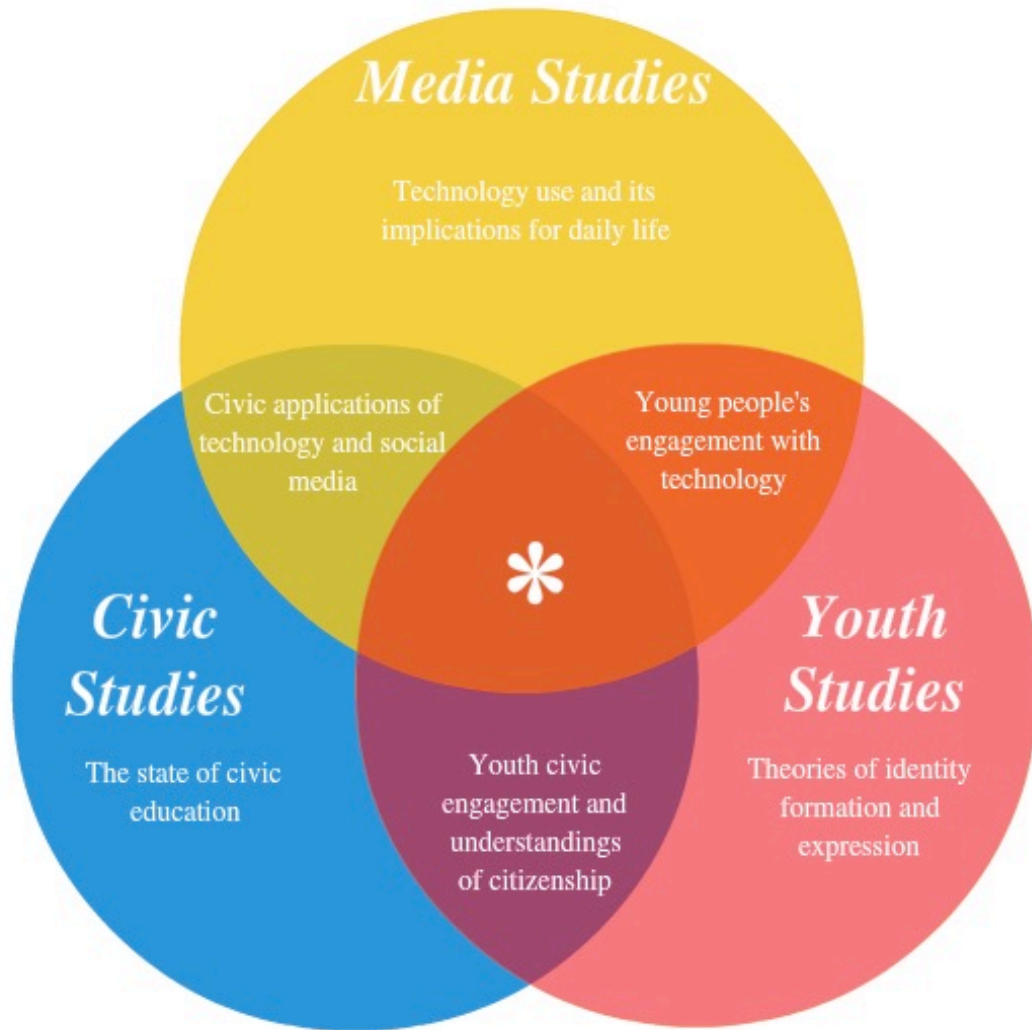 Media Studies
Technology use and its
implications for daily life
Civic applications of
technology and social
media
Young people's
engagement with
technology
*
Civic
Studies
The state of civic
education
Youth
Studies
Theories of identity
formation and
expression
Youth civic
engagement and
understandings
of citizenship